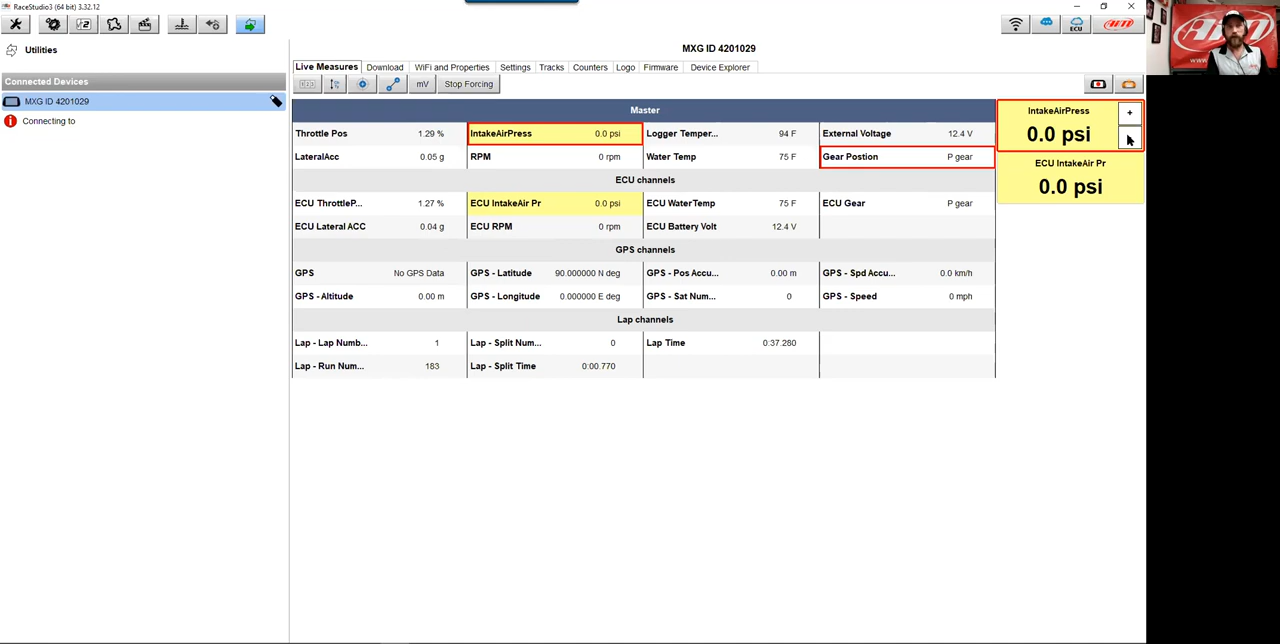 RaceStudio3 (64 bit) 3.32.12
ECU
Utilities
MXG ID 4201029
Live Measures Download WiFi and Properties Settings Tracks Counters Logo Firmware Device Explorer
Connected Devices
mV Stop Forcing
MXG ID 4201029
Connecting to
Master
Throttle Pos 1.29 % IntakeAirPress 0.0 psi Logger Temper... 94 F External Voltage 12.4 V
LateralAcc 0.05 g RPM 0 rpm Water Temp 75 F Gear Postion P gear
ECU channels
ECU ThrottleP... 1.27 % ECU IntakeAir Pr 0.0 psi ECU WaterTemp 75 F ECU Gear P gear
ECU Lateral ACC 0.04 g ECU RPM 0 rpm ECU Battery Volt 12.4 V
GPS channels
GPS No GPS Data GPS - Latitude 90.000000 N deg GPS - Pos Accu... 0.00 m GPS - Spd Accu... 0.0 km/h
GPS - Altitude 0.00 m GPS - Longitude 0.000000 E deg GPS - Sat Num... 0 GPS - Speed 0 mph
Lap channels
Lap - Lap Numb... 1 Lap - Split Num... 0 Lap Time 0:37.280
Lap - Run Num... 183 Lap - Split Time 0:00.770
IntakeAirPress +
0.0 psi
ECU IntakeAir Pr
0.0 psi